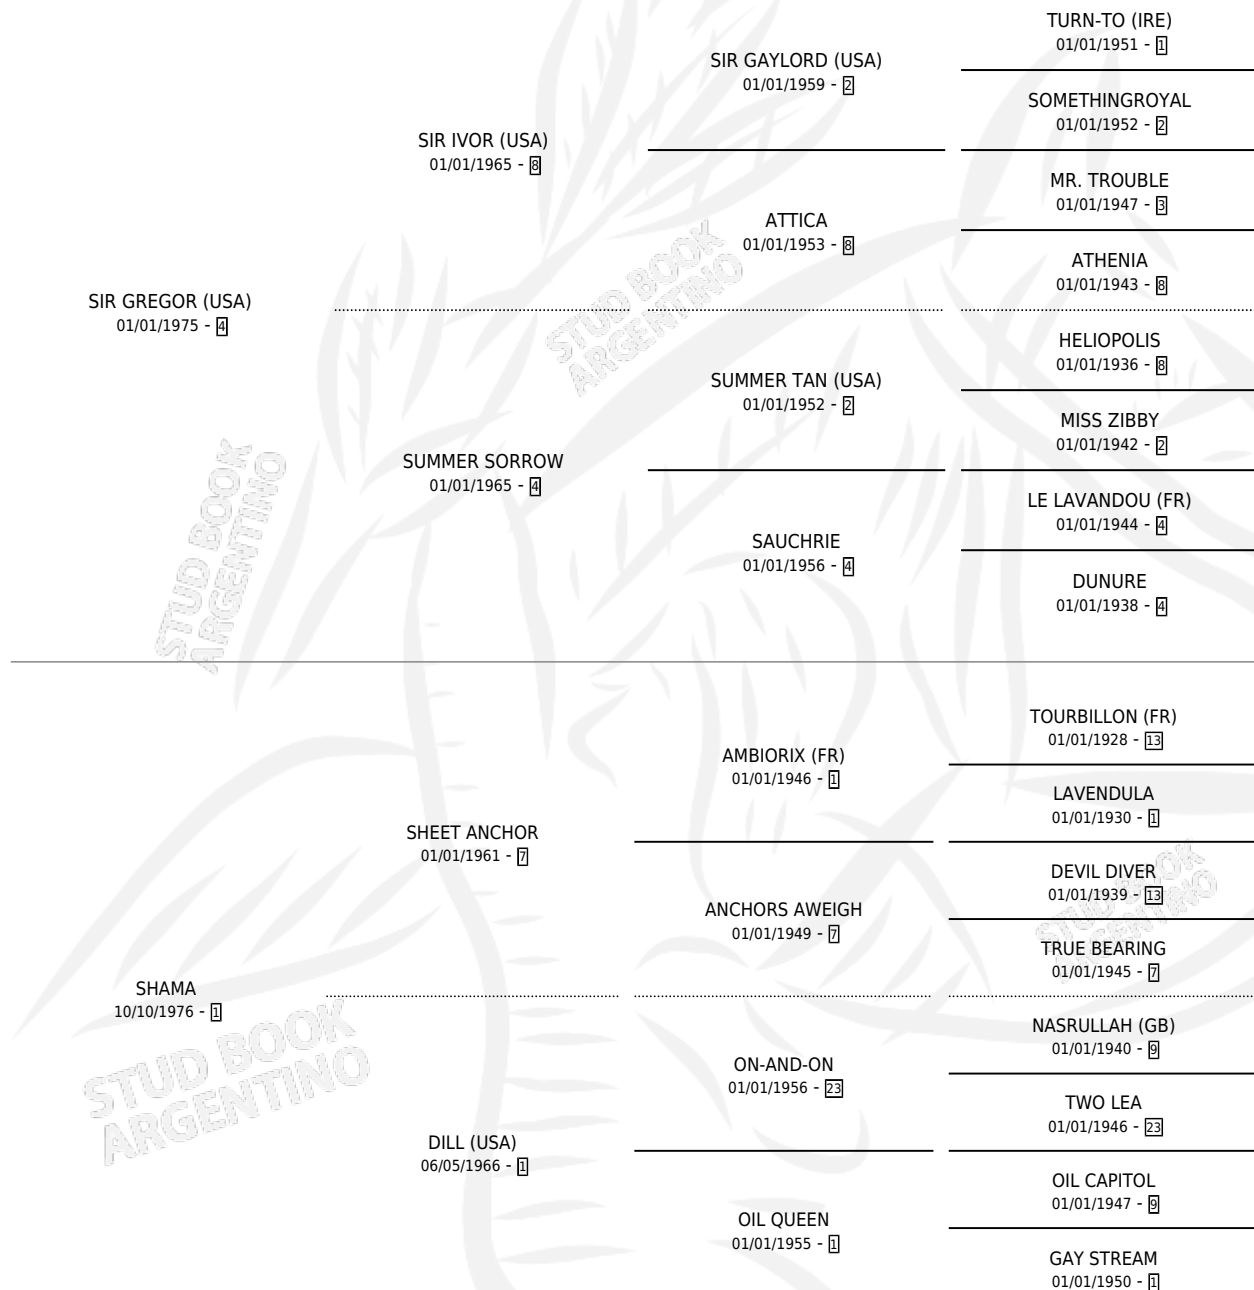 TURN-TO (IRE)
01/01/1951 - 1
SIR GAYLORD (USA)
01/01/1959 - 2
SOMETHINGROYAL
01/01/1952 - 2
SIR IVOR (USA)
01/01/1965 - 8
MR. TROUBLE
01/01/1947 - 3
ATTICA
01/01/1953 - 8
ATHENIA
01/01/1943 - 8
SIR GREGOR (USA)
01/01/1975 - 4
HELIOPOLIS
01/01/1936 - 8
SUMMER TAN (USA)
01/01/1952 - 2
MISS ZIBBY
01/01/1942 - 2
SUMMER SORROW
01/01/1965 - 4
LE LAVANDOU (FR)
01/01/1944 - 4
SAUCHRIE
01/01/1956 - 4
DUNURE
01/01/1938 - 4
STUD BOOK
ARGENTINO
STUD BOOK
ARGENTINO
TOURBILLON (FR)
01/01/1928 - 13
AMBIORIX (FR)
01/01/1946 - 1
LAVENDULA
01/01/1930 - 1
SHEET ANCHOR
01/01/1961 - 7
DEVIL DIVER
01/01/1939 - 13
ANCHORS AWEIGH
01/01/1949 - 7
TRUE BEARING
01/01/1945 - 7
STUD BOOK
ARGENTINO
SHAMA
10/10/1976 - 1
NASRULLAH (GB)
01/01/1940 - 9
ON-AND-ON
01/01/1956 - 23
TWO LEA
01/01/1946 - 23
STUD BOOK
ARGENTINO
DILL (USA)
06/05/1966 - 1
OIL CAPITOL
01/01/1947 - 9
OIL QUEEN
01/01/1955 - 1
GAY STREAM
01/01/1950 - 1